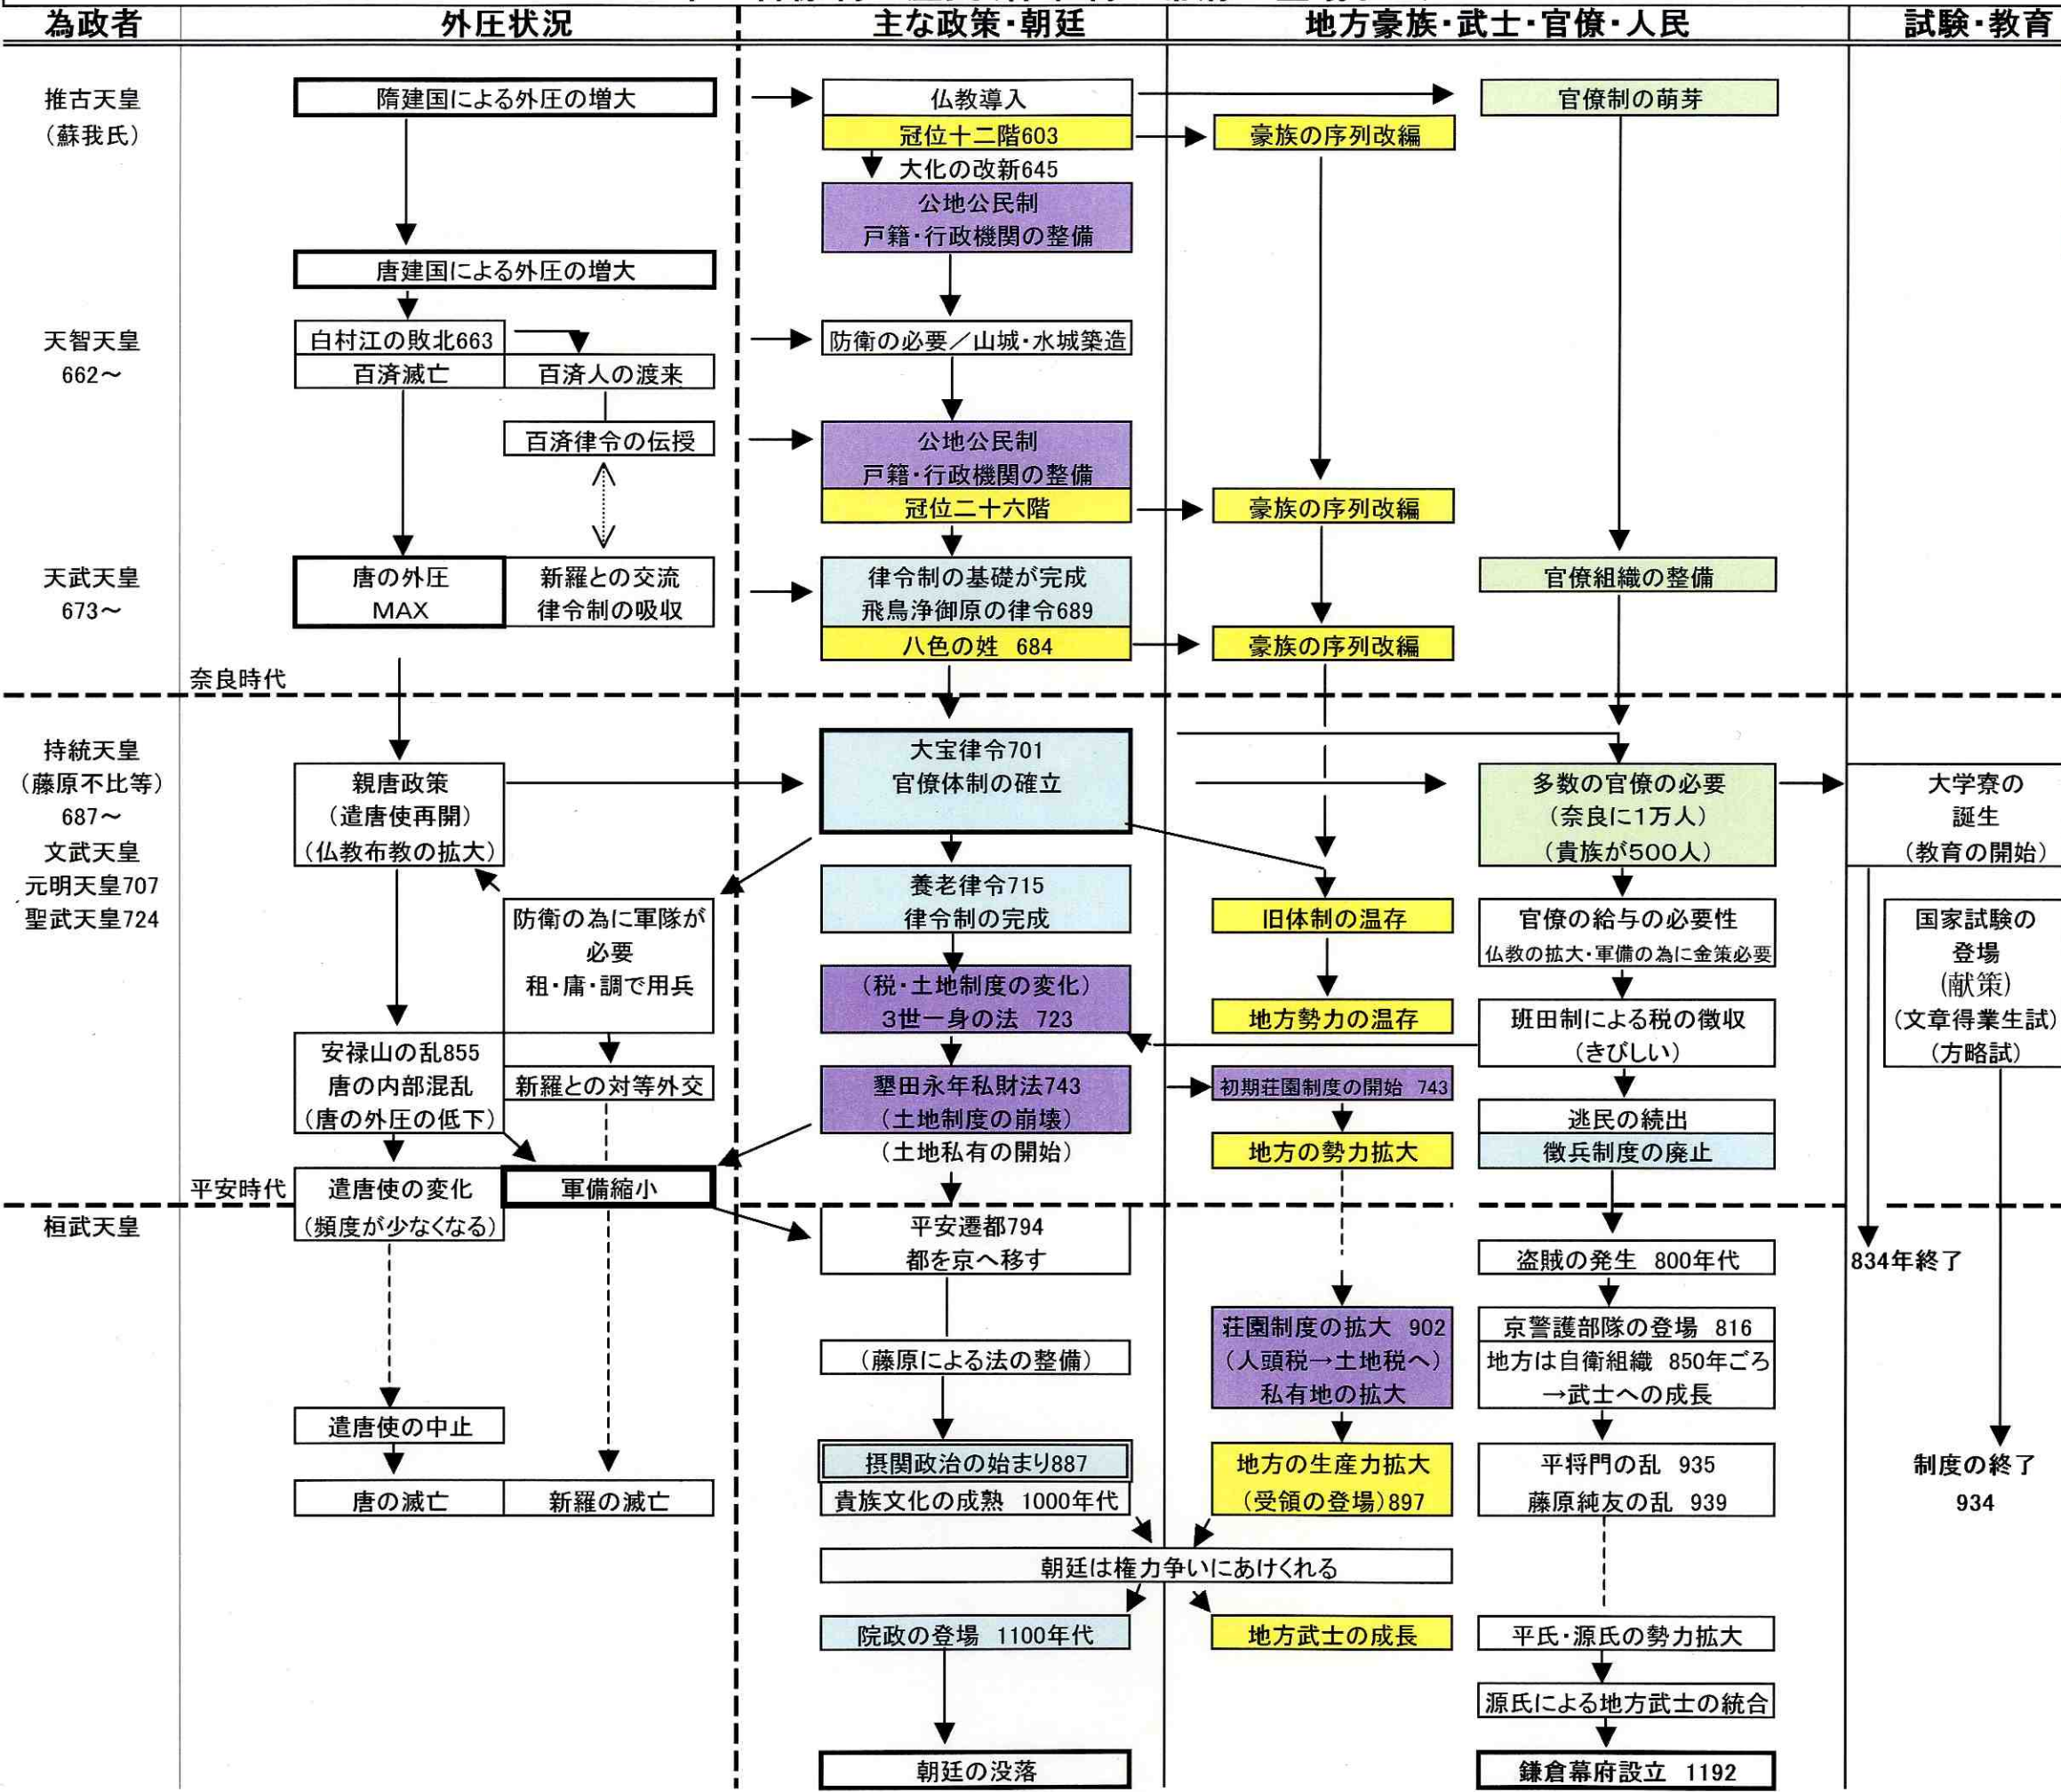 為政者
外圧状況
主な政策・朝廷
地方豪族・武士・官僚・人民
試験・教育
推古天皇
（蘇我氏）
隋建国による外圧の増大
仏教導入
冠位十二階603
豪族の序列改編
官僚制の萌芽
大化の改新645
公地公民制
戸籍・行政機関の整備
唐建国による外圧の増大
天智天皇
662～
白村江の敗北663
百済滅亡
百済人の渡来
防衛の必要／山城・水城築造
百済律令の伝授
公地公民制
戸籍・行政機関の整備
冠位二十六階
豪族の序列改編
天武天皇
673～
唐の外圧
MAX
新羅との交流
律令制の吸収
律令制の基礎が完成
飛鳥浄御原の律令689
八色の姓 684
豪族の序列改編
官僚組織の整備
奈良時代
持統天皇
（藤原不比等）
687～
文武天皇
元明天皇707
聖武天皇724
親唐政策
（遣唐使再開）
（仏教布教の拡大）
大宝律令701
官僚体制の確立
多数の官僚の必要
（奈良に1万人）
（貴族が500人）
大学寮の
誕生
（教育の開始）
防衛の為に軍隊が
必要
租・庸・調で用兵
養老律令715
律令制の完成
旧体制の温存
官僚の給与の必要性
仏教の拡大・軍備の為に金策必要
国家試験の
登場
（献策）
（文章得業生試）
（方略試）
（税・土地制度の変化）
3世一身の法 723
地方勢力の温存
班田制による税の徴収
（きびしい）
安禄山の乱855
唐の内部混乱
（唐の外圧の低下）
新羅との対等外交
墾田永年私財法743
（土地制度の崩壊）
（土地私有の開始）
初期荘園制度の開始 743
地方の勢力拡大
逃民の続出
徴兵制度の廃止
平安時代
遣唐使の変化
（頻度が少なくなる）
軍備縮小
桓武天皇
平安遷都794
都を京へ移す
盗賊の発生 800年代
834年終了
（藤原による法の整備）
荘園制度の拡大 902
（人頭税→土地税へ）
私有地の拡大
京警護部隊の登場 816
地方は自衛組織 850年ごろ
→武士への成長
遣唐使の中止
唐の滅亡
新羅の滅亡
摂関政治の始まり887
貴族文化の成熟 1000年代
地方の生産力拡大
（受領の登場）897
平将門の乱 935
藤原純友の乱 939
制度の終了
934
朝廷は権力争いにあけくれる
院政の登場 1100年代
地方武士の成長
平氏・源氏の勢力拡大
源氏による地方武士の統合
朝廷の没落
鎌倉幕府設立 1192